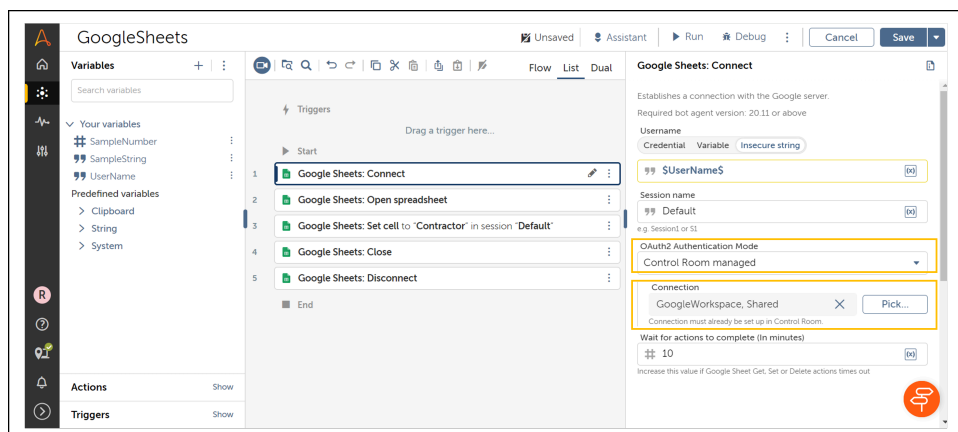 GoogleSheets
Unsaved
Assistant
Run
Debug
Cancel
Save
Variables
Search variables
Your variables
SampleNumber
SampleString
UserName
Predefined variables
Clipboard
String
System
R
Actions Show
Triggers Show
Flow List Dual
Triggers
Drag a trigger here...
Start
1 Google Sheets: Connect
2 Google Sheets: Open spreadsheet
3 Google Sheets: Set cell to "Contractor" in session "Default"
4 Google Sheets: Close
5 Google Sheets: Disconnect
End
Google Sheets: Connect
Establishes a connection with the Google server.
Required bot agent version: 20.11 or above
Username
Credential Variable Insecure string
$UserName$ (x)
Session name
Default (x)
e.g. Session1 or S1
OAuth2 Authentication Mode
Control Room managed
Connection
GoogleWorkspace, Shared Pick...
Connection must already be set up in Control Room.
Wait for actions to complete (In minutes)
10 (x)
Increase this value if Google Sheet Get, Set or Delete actions times out